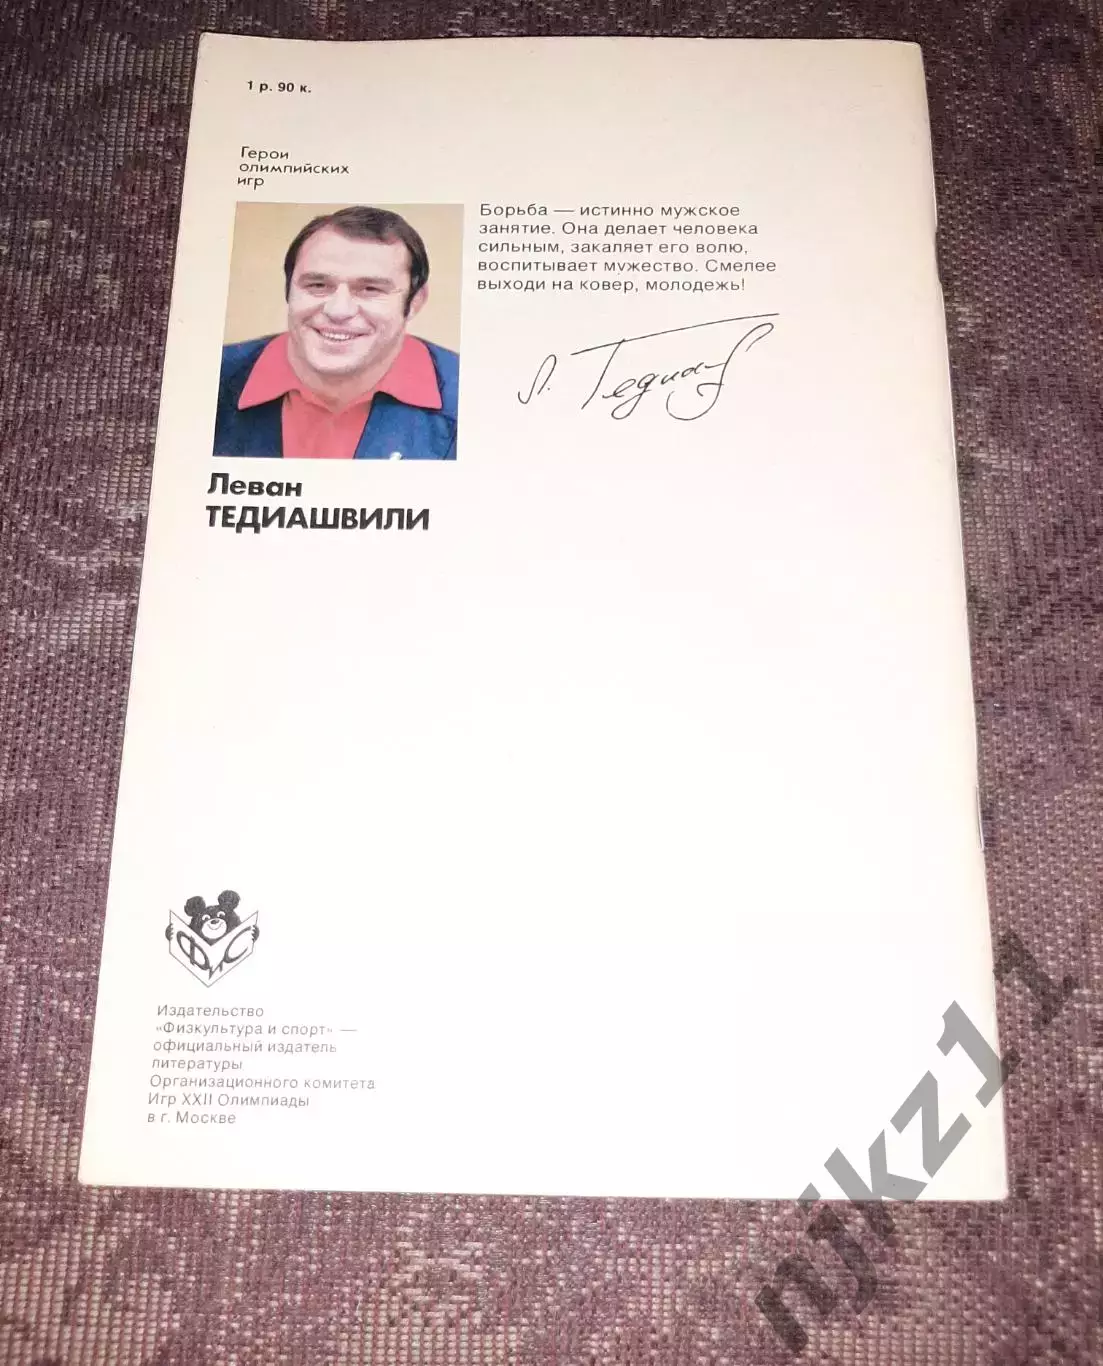 1 р. 90 к.
Герои
олимпийских
игр
Борьба — истинно мужское
занятие. Она делает человека
сильным, закаляет его волю,
воспитывает мужество. Смелее
выходи на ковер, молодежь!
Л. Тедиа
Леван
ТЕДИАШВИЛИ
ФиС
Издательство
«Физкультура и спорт» —
официальный издатель
литературы
Организационного комитета
Игр XXII Олимпиады
в г. Москве
njkz11